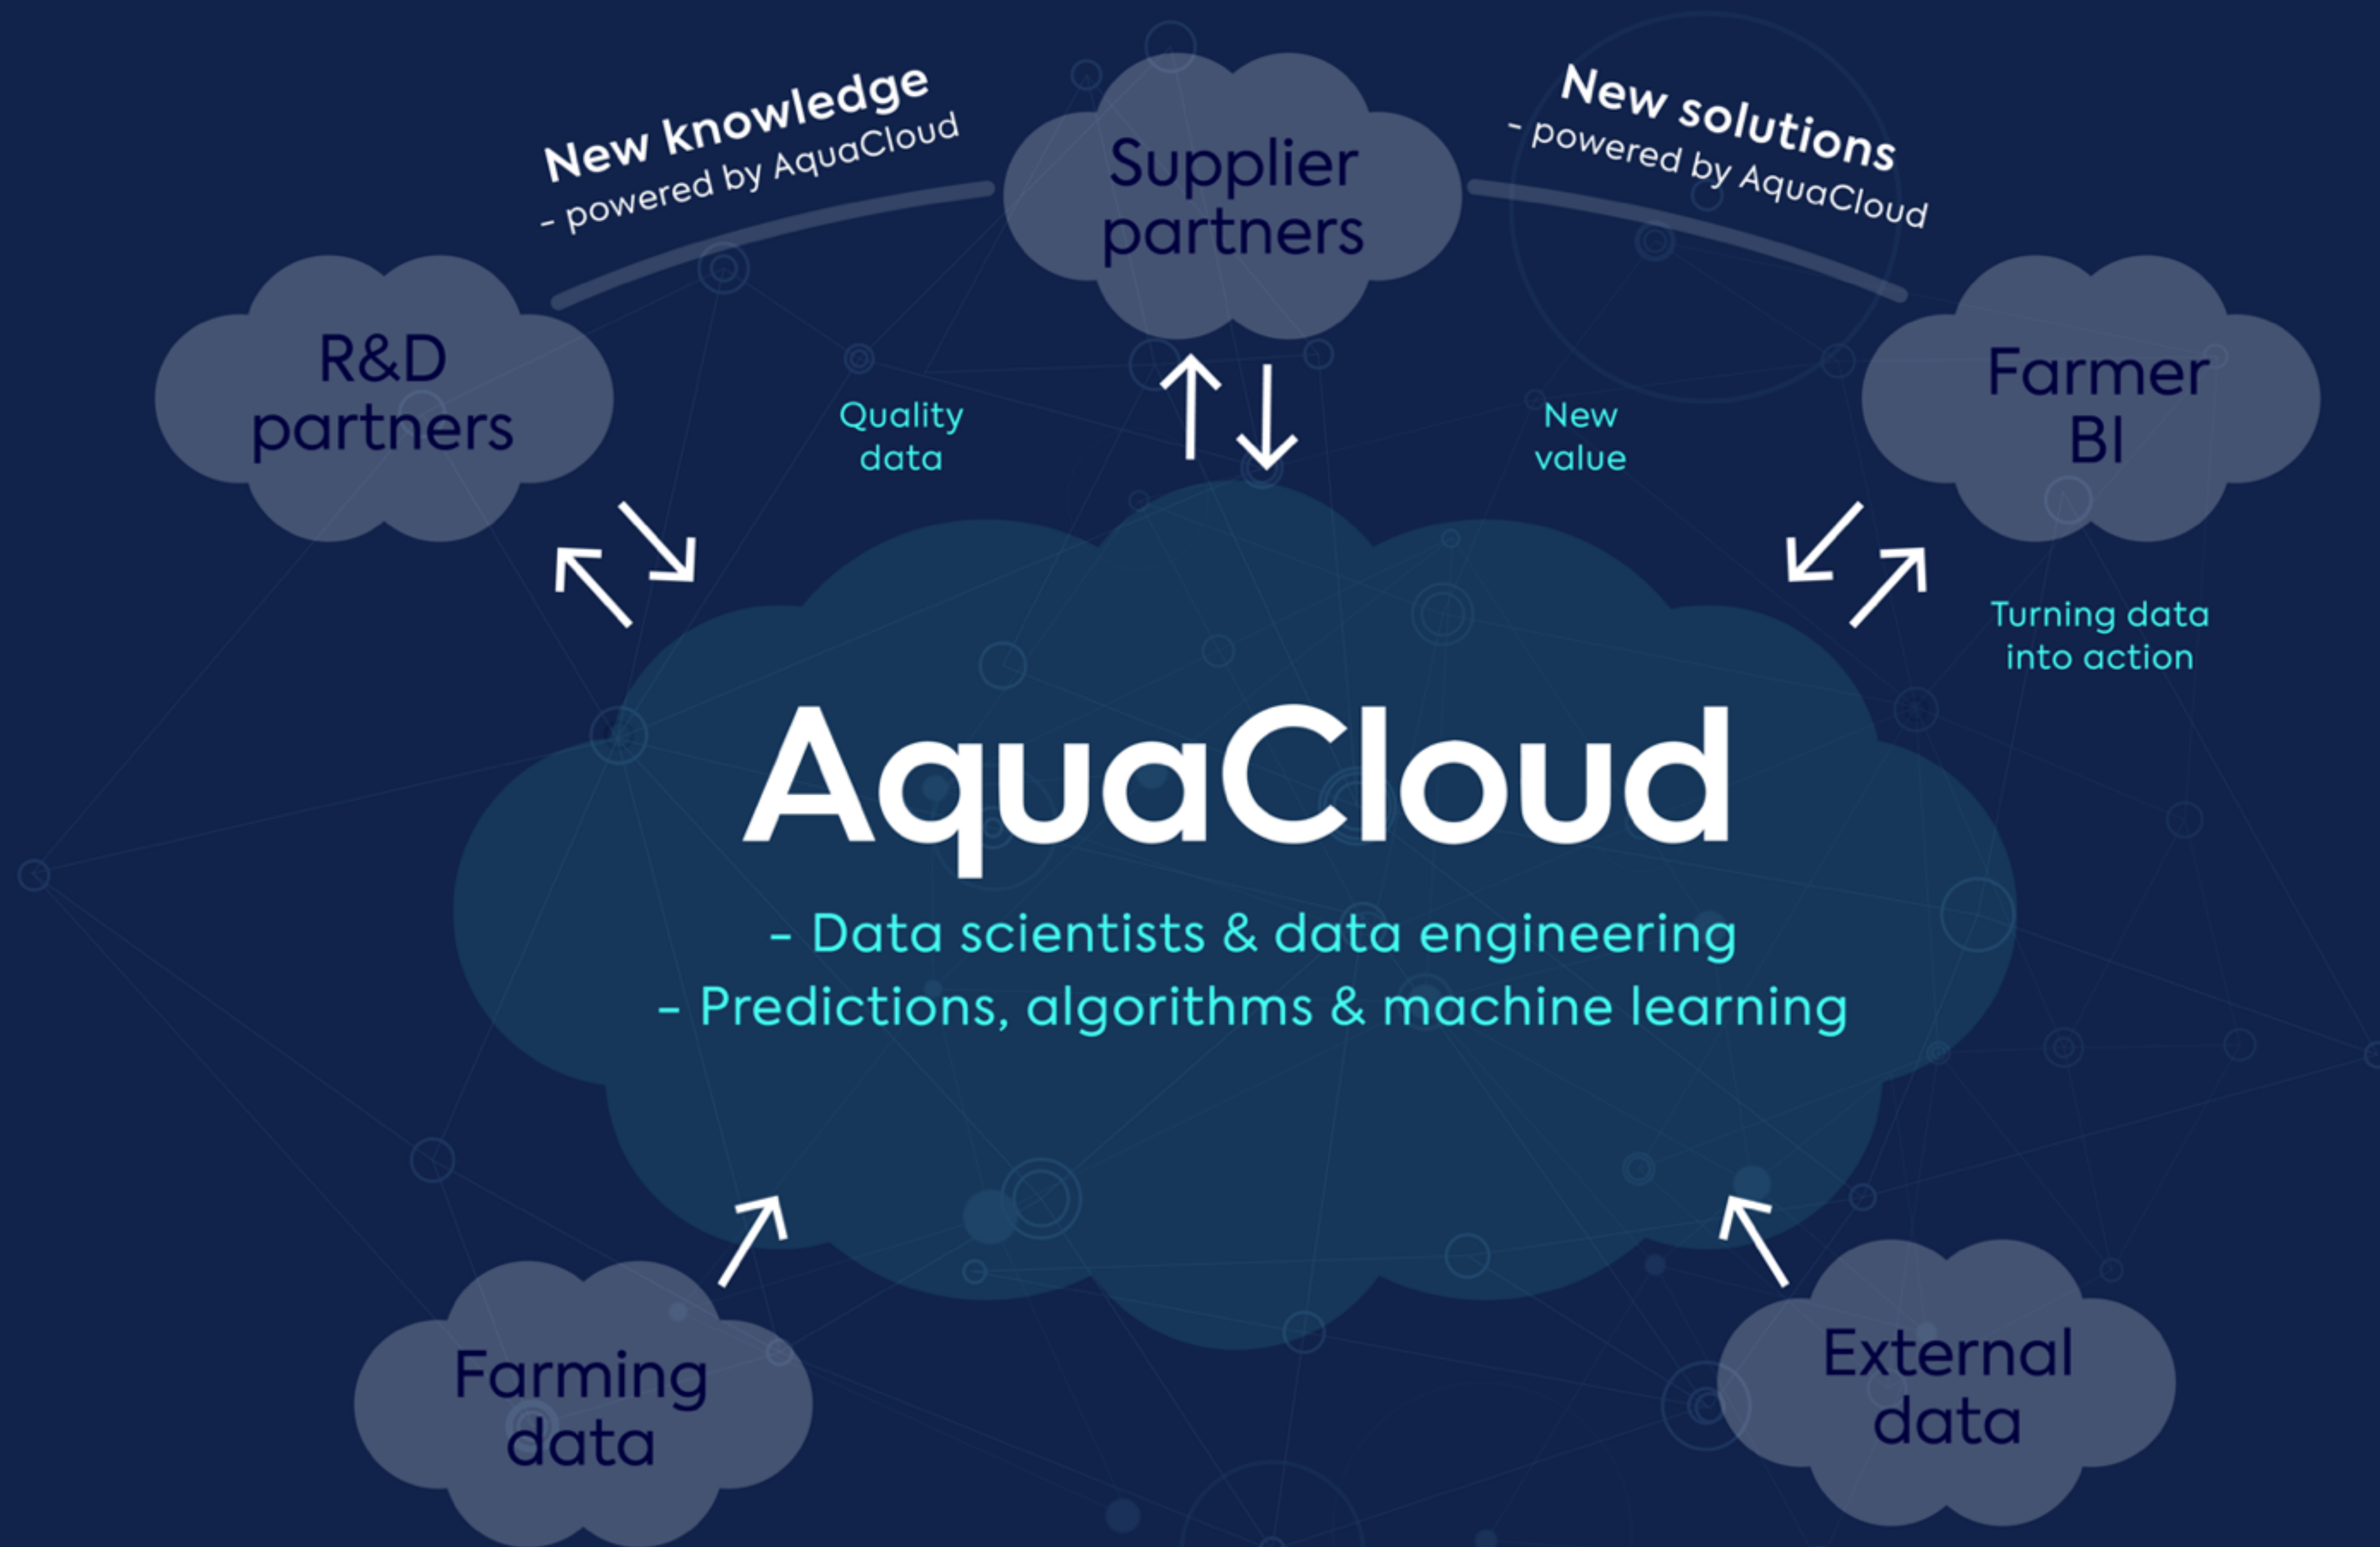 New knowledge
- powered by AquaCloud
New solutions
- powered by AquaCloud
Supplier
partners
R&D
partners
Farmer
BI
Quality
data
New
value
Turning data
into action
AquaCloud
- Data scientists & data engineering
- Predictions, algorithms & machine learning
Farming
data
External
data